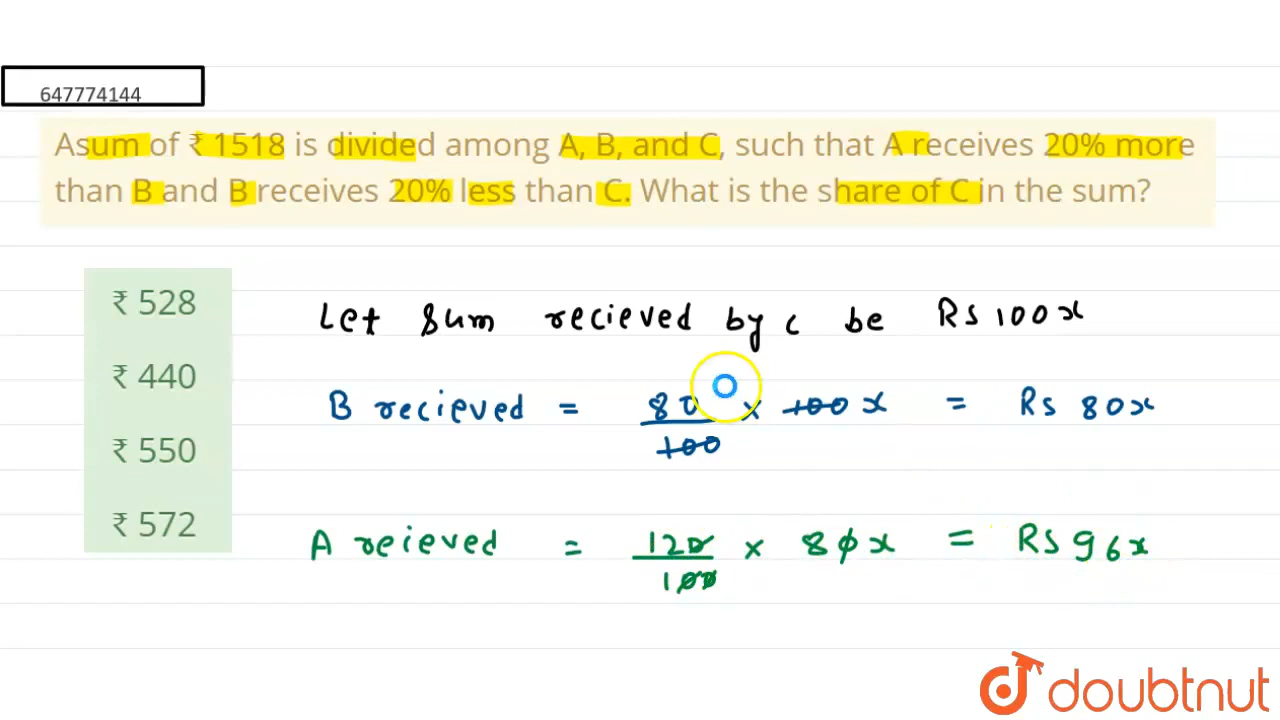 647774144
Asum of ₹ 1518 is divided among A, B, and C, such that A receives 20% more
than B and B receives 20% less than C. What is the share of C in the sum?
₹ 528
₹ 440
₹ 550
₹ 572
Let Sum recieved by c be Rs 100x
B recieved = 80/100 × 100 x = Rs 80x
A reieved = 120/100 × 80x = Rs 96x
doubtnut